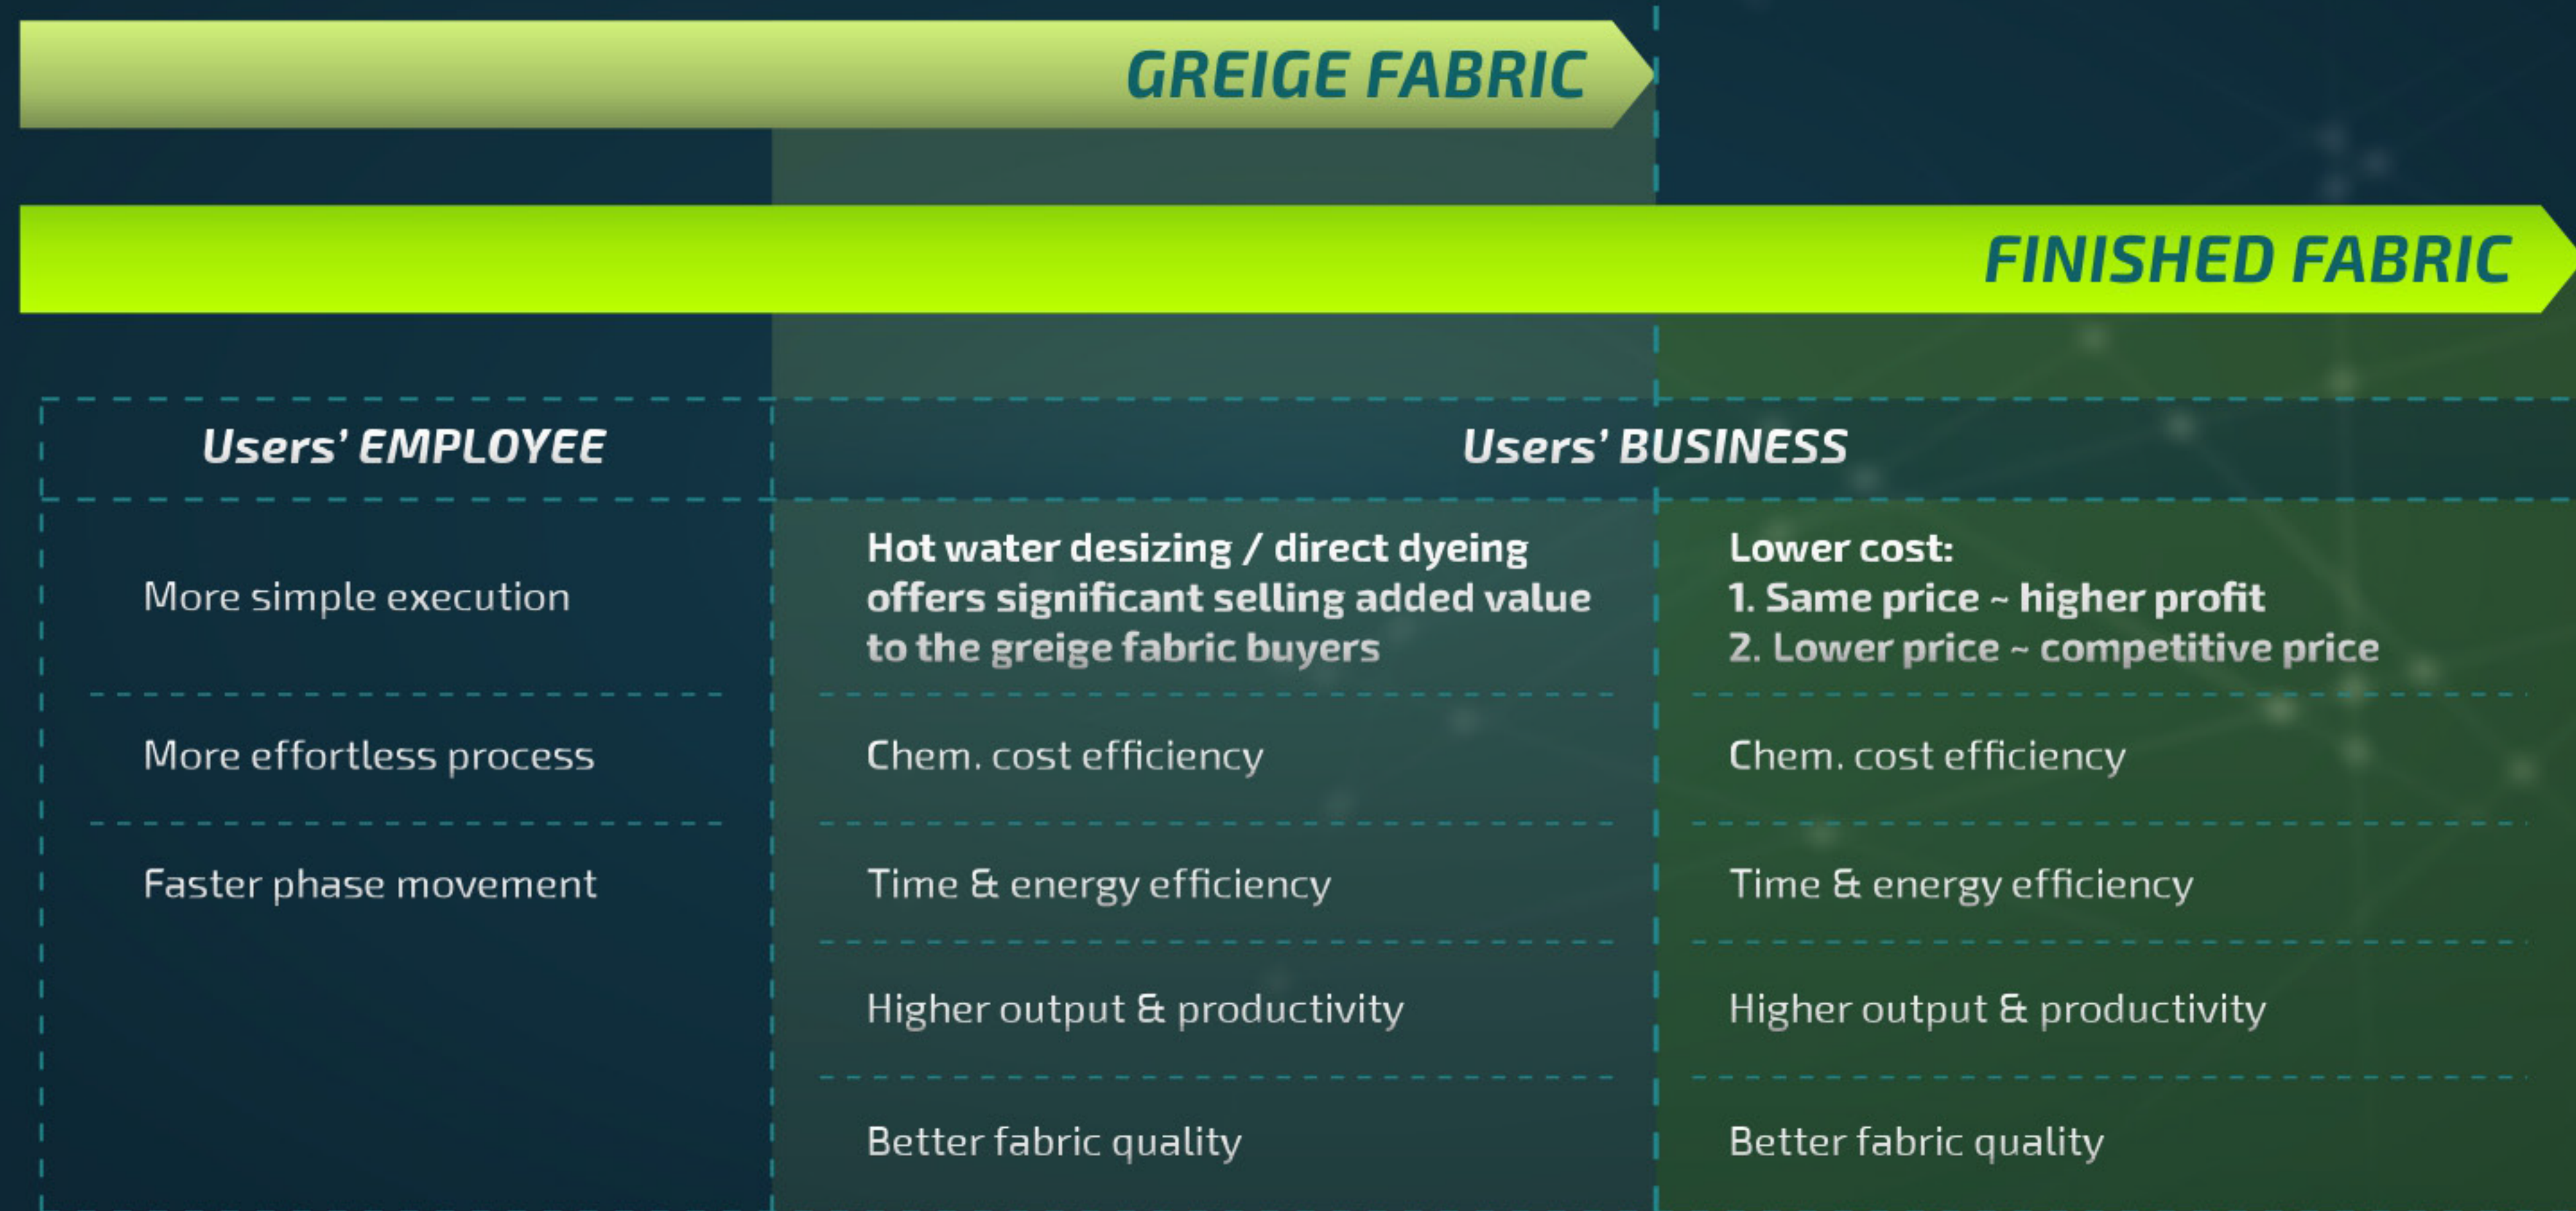 GREIGE FABRIC
FINISHED FABRIC
Users’ EMPLOYEE
Users’ BUSINESS
More simple execution
More effortless process
Faster phase movement
Hot water desizing / direct dyeing
offers significant selling added value
to the greige fabric buyers
Chem. cost efficiency
Time & energy efficiency
Higher output & productivity
Better fabric quality
Lower cost:
1. Same price ~ higher profit
2. Lower price ~ competitive price
Chem. cost efficiency
Time & energy efficiency
Higher output & productivity
Better fabric quality